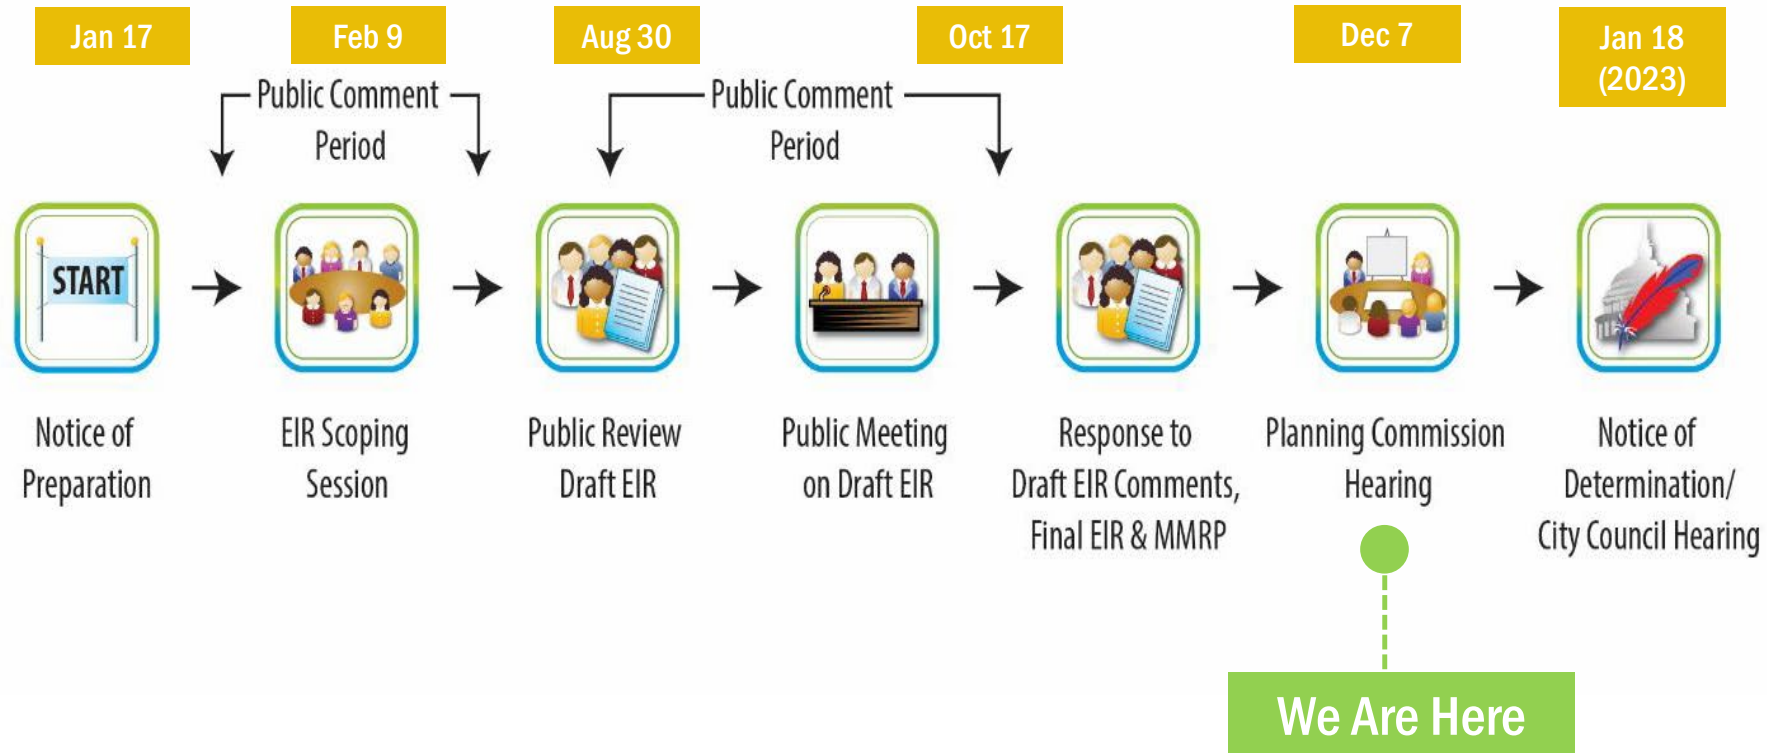 Jan 17
Feb 9
Aug 30
Oct 17
Dec 7
Jan 18
(2023)
Public Comment
Period
Public Comment
Period
START
Notice of
Preparation
EIR Scoping
Session
Public Review
Draft EIR
Public Meeting
on Draft EIR
Response to
Draft EIR Comments,
Final EIR & MMRP
Planning Commission
Hearing
Notice of
Determination/
City Council Hearing
We Are Here